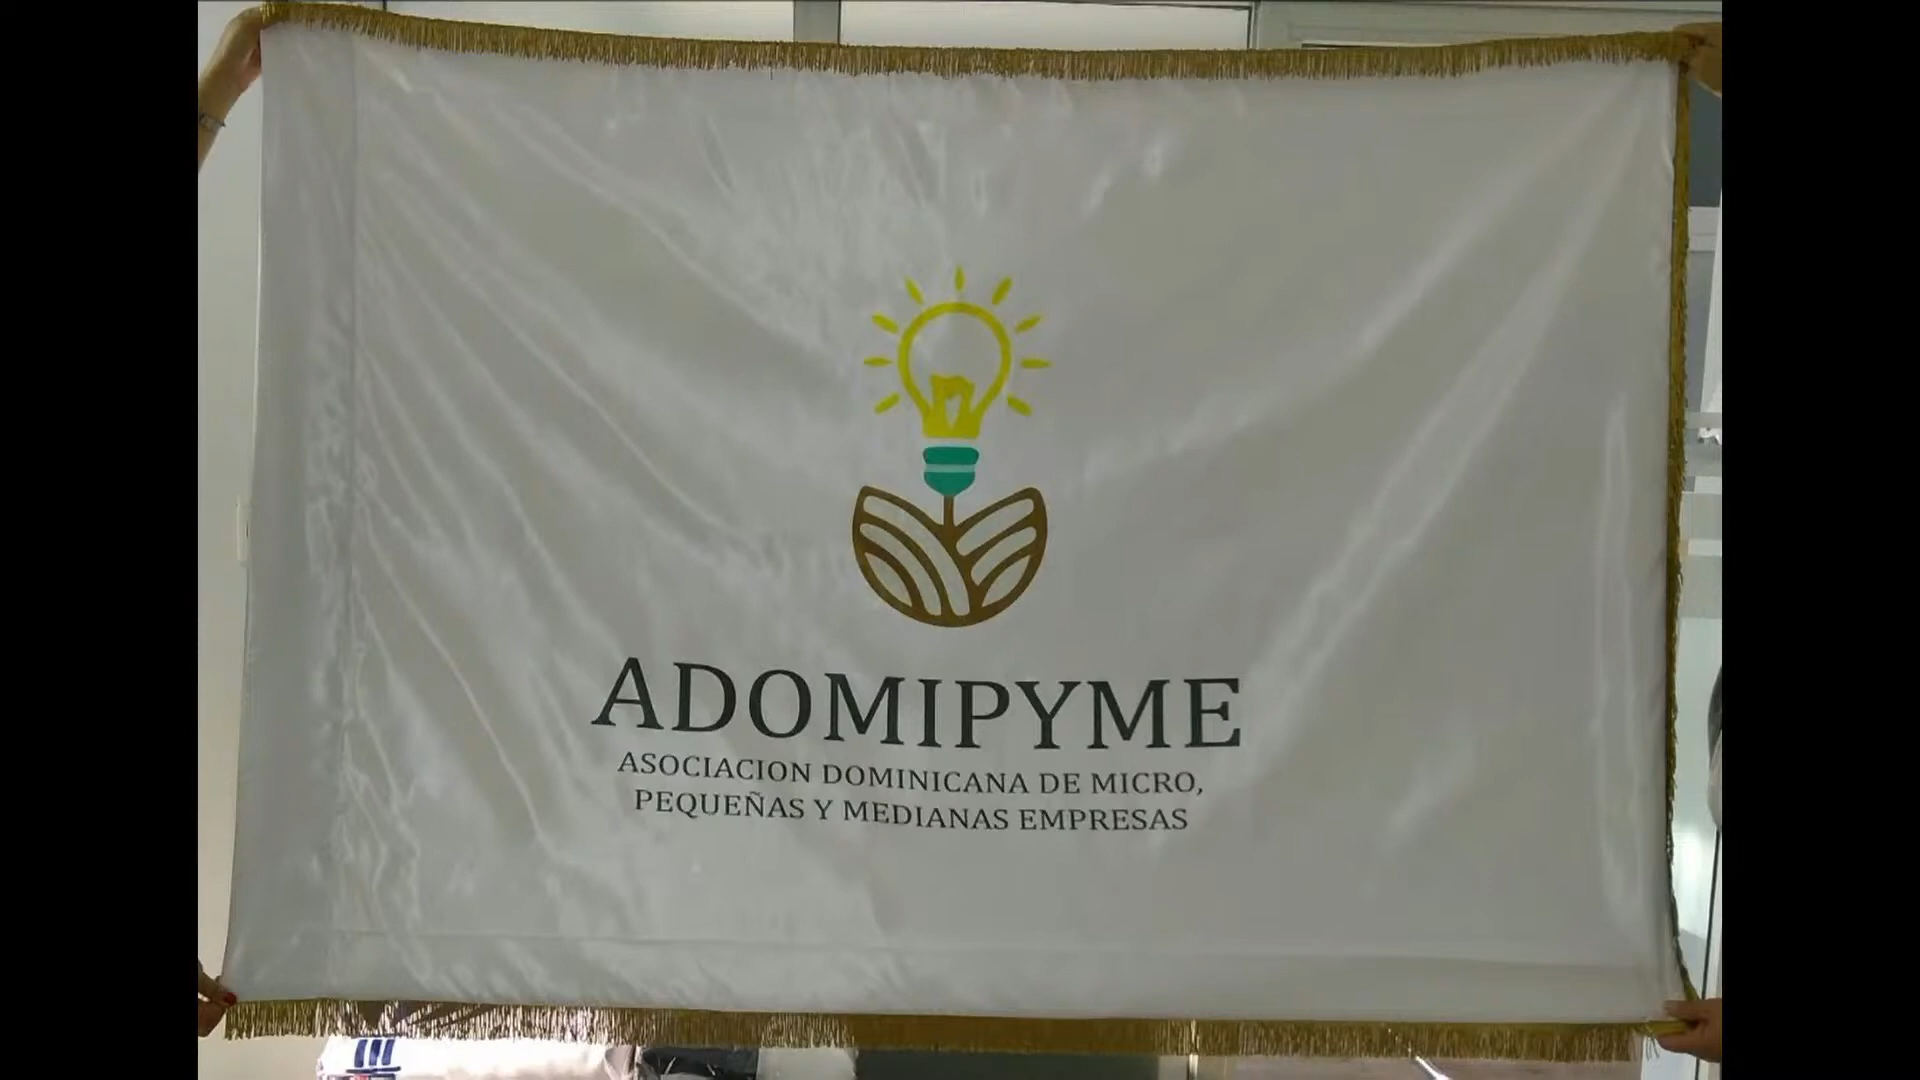 ADOMIPYME
ASOCIACION DOMINICANA DE MICRO,
PEQUEÑAS Y MEDIANAS EMPRESAS